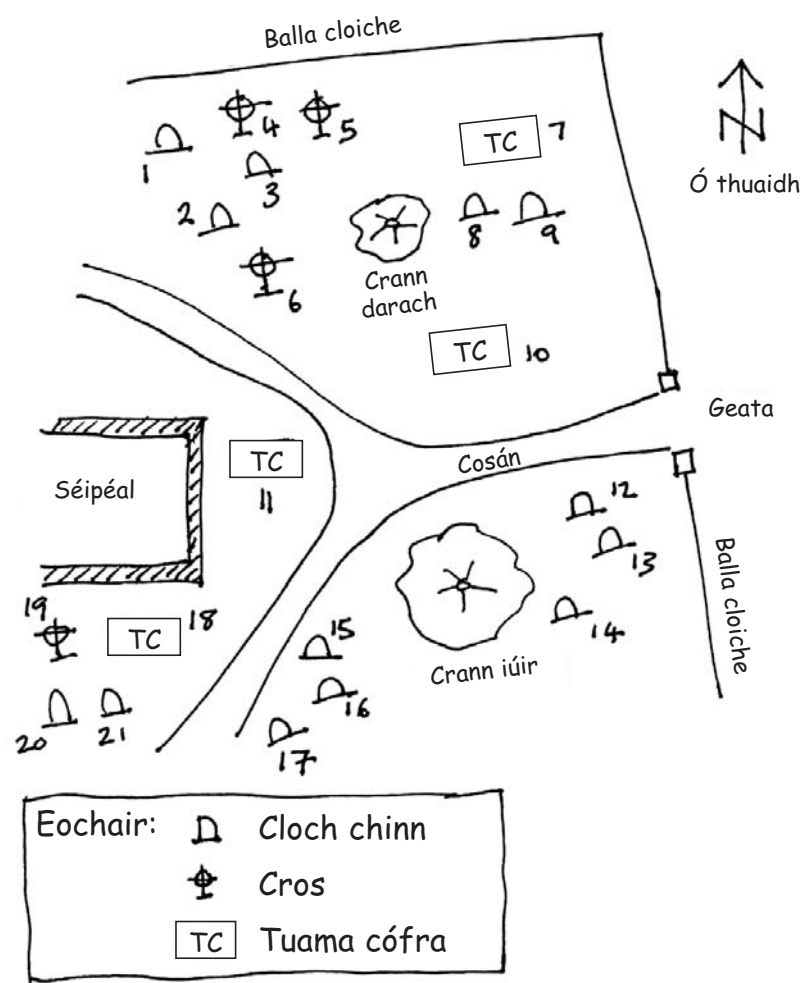 Balla cloiche
4
5
1
3
TC 7
2
8
9
6
Crann
darach
N
Ó thuaidh
TC 10
Geata
Cosán
TC
11
Séipéal
12
13
14
Balla cloiche
Crann iúir
15
16
17
19
TC 18
20
21
Eochair:
Cloch chinn
Cros
TC Tuama cófra